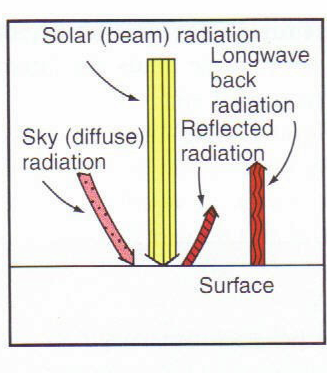 Solar (beam) radiation
Longwave
back
radiation
Sky (diffuse)
radiation
Reflected
radiation
Surface